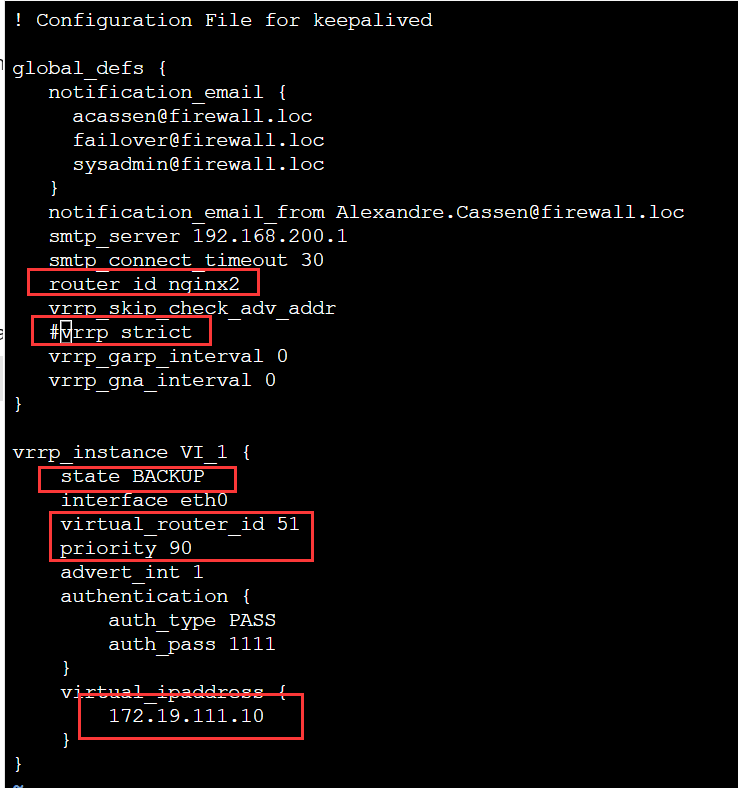 ! Configuration File for keepalived
global_defs {
notification_email {
acassen@firewall.loc
failover@firewall.loc
sysadmin@firewall.loc
}
notification_email_from Alexandre.Cassen@firewall.loc
smtp_server 192.168.200.1
smtp_connect_timeout 30
router_id nginx2
vrrp_skip_check_adv_addr
#vrrp_strict
vrrp_garp_interval 0
vrrp_gna_interval 0
}
vrrp_instance VI_1 {
state BACKUP
interface eth0
virtual_router_id 51
priority 90
advert_int 1
authentication {
auth_type PASS
auth_pass 1111
}
virtual_ipaddress {
172.19.111.10
}
}
~